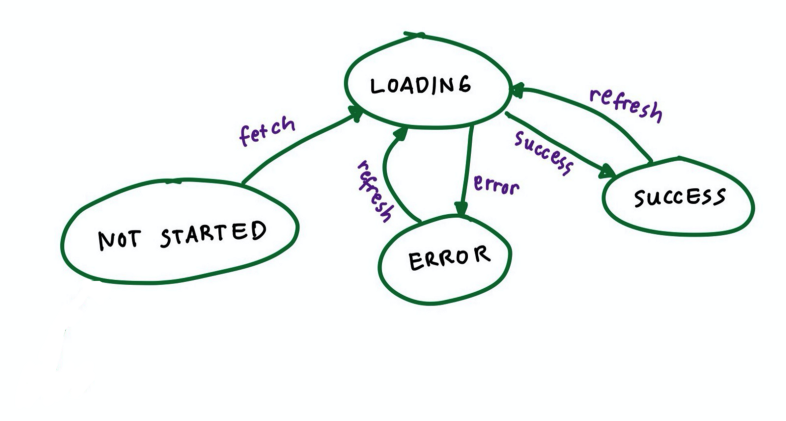 LOADING
refresh
fetch
success
refresh
error
SUCCESS
NOT STARTED
ERROR